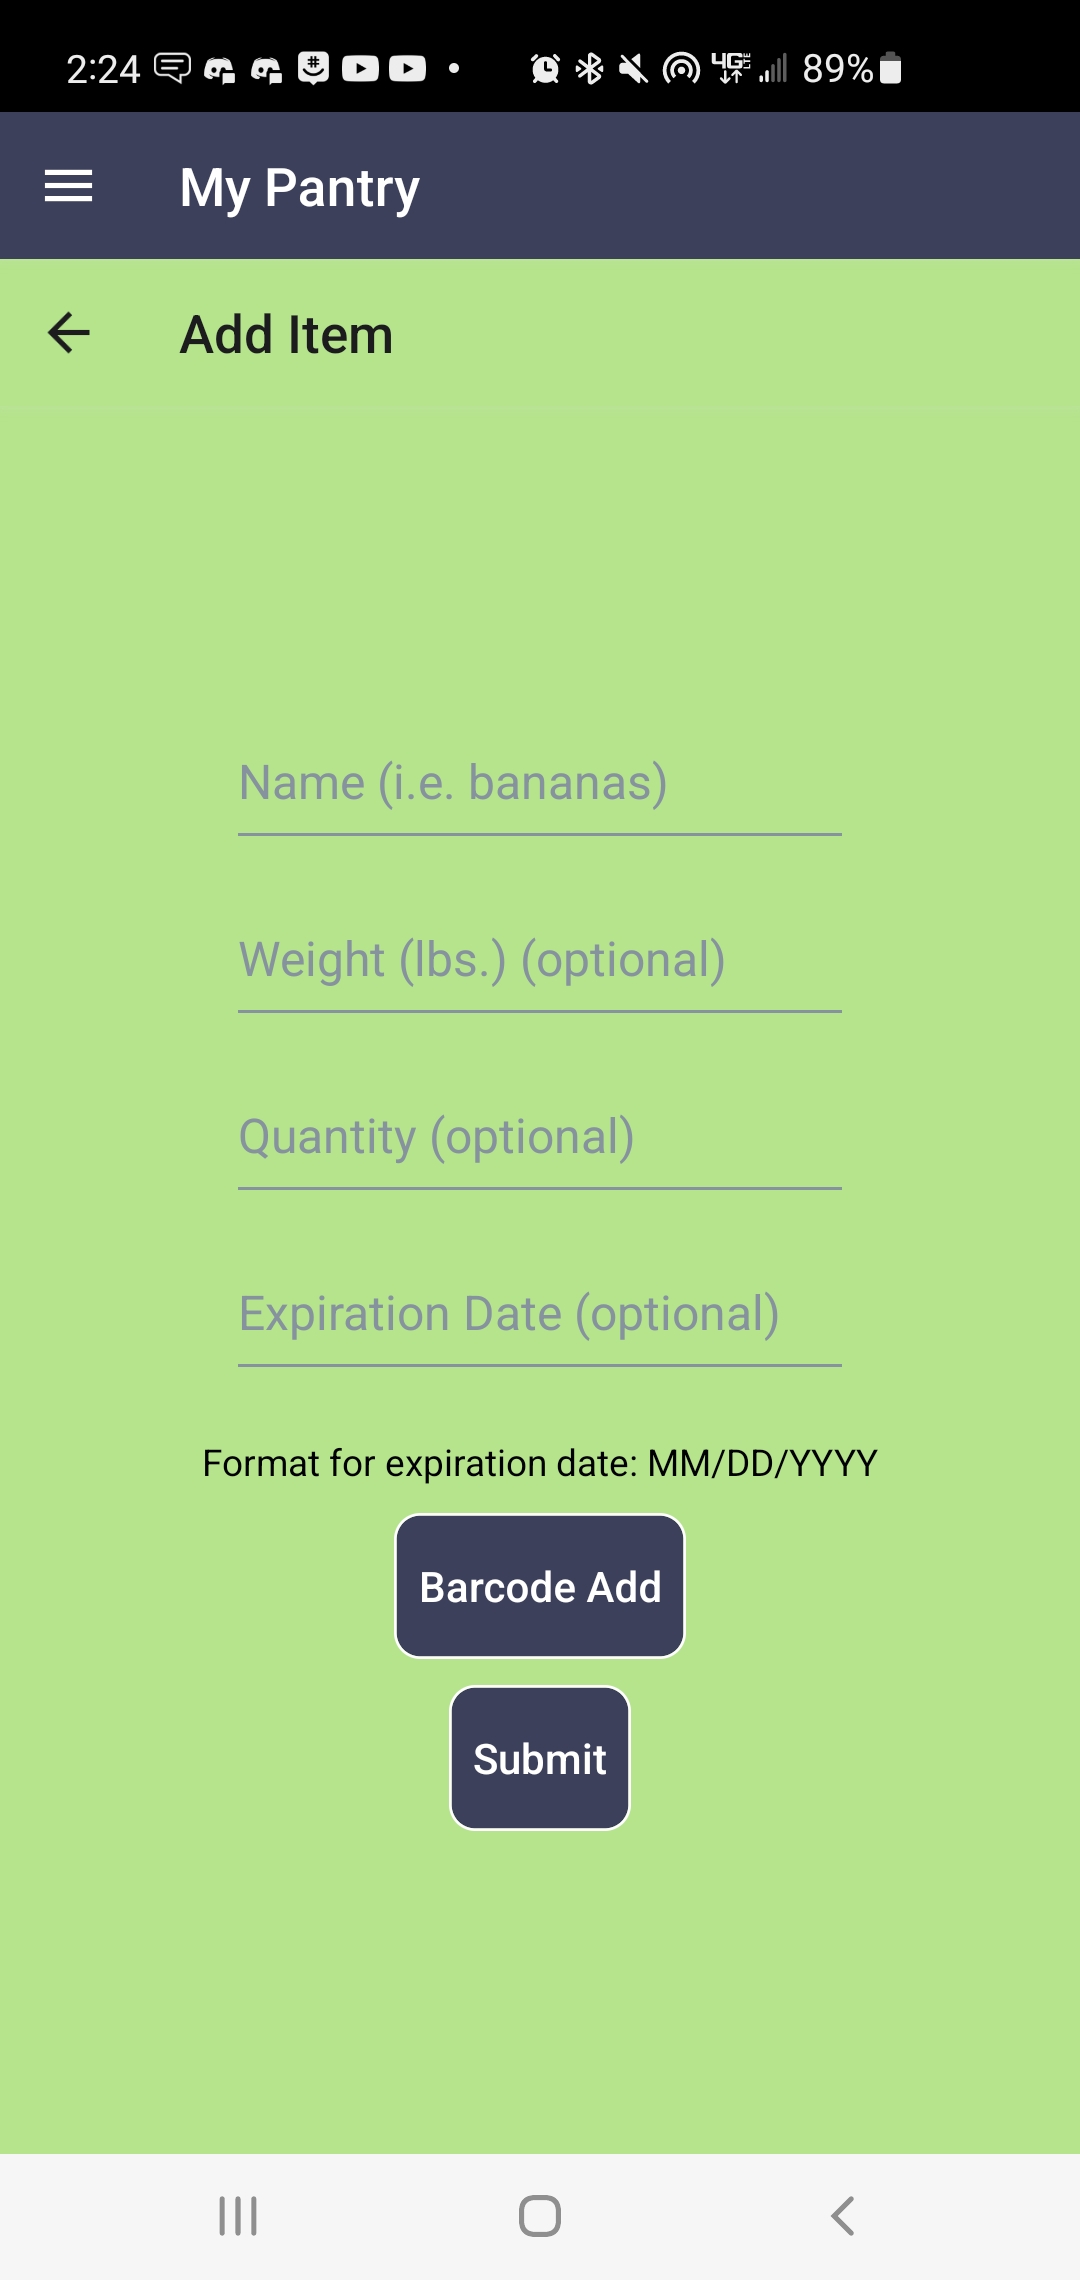 2:24 4G LTE 89%
My Pantry
Add Item
Name (i.e. bananas)
Weight (lbs.) (optional)
Quantity (optional)
Expiration Date (optional)
Format for expiration date: MM/DD/YYYY
Barcode Add
Submit